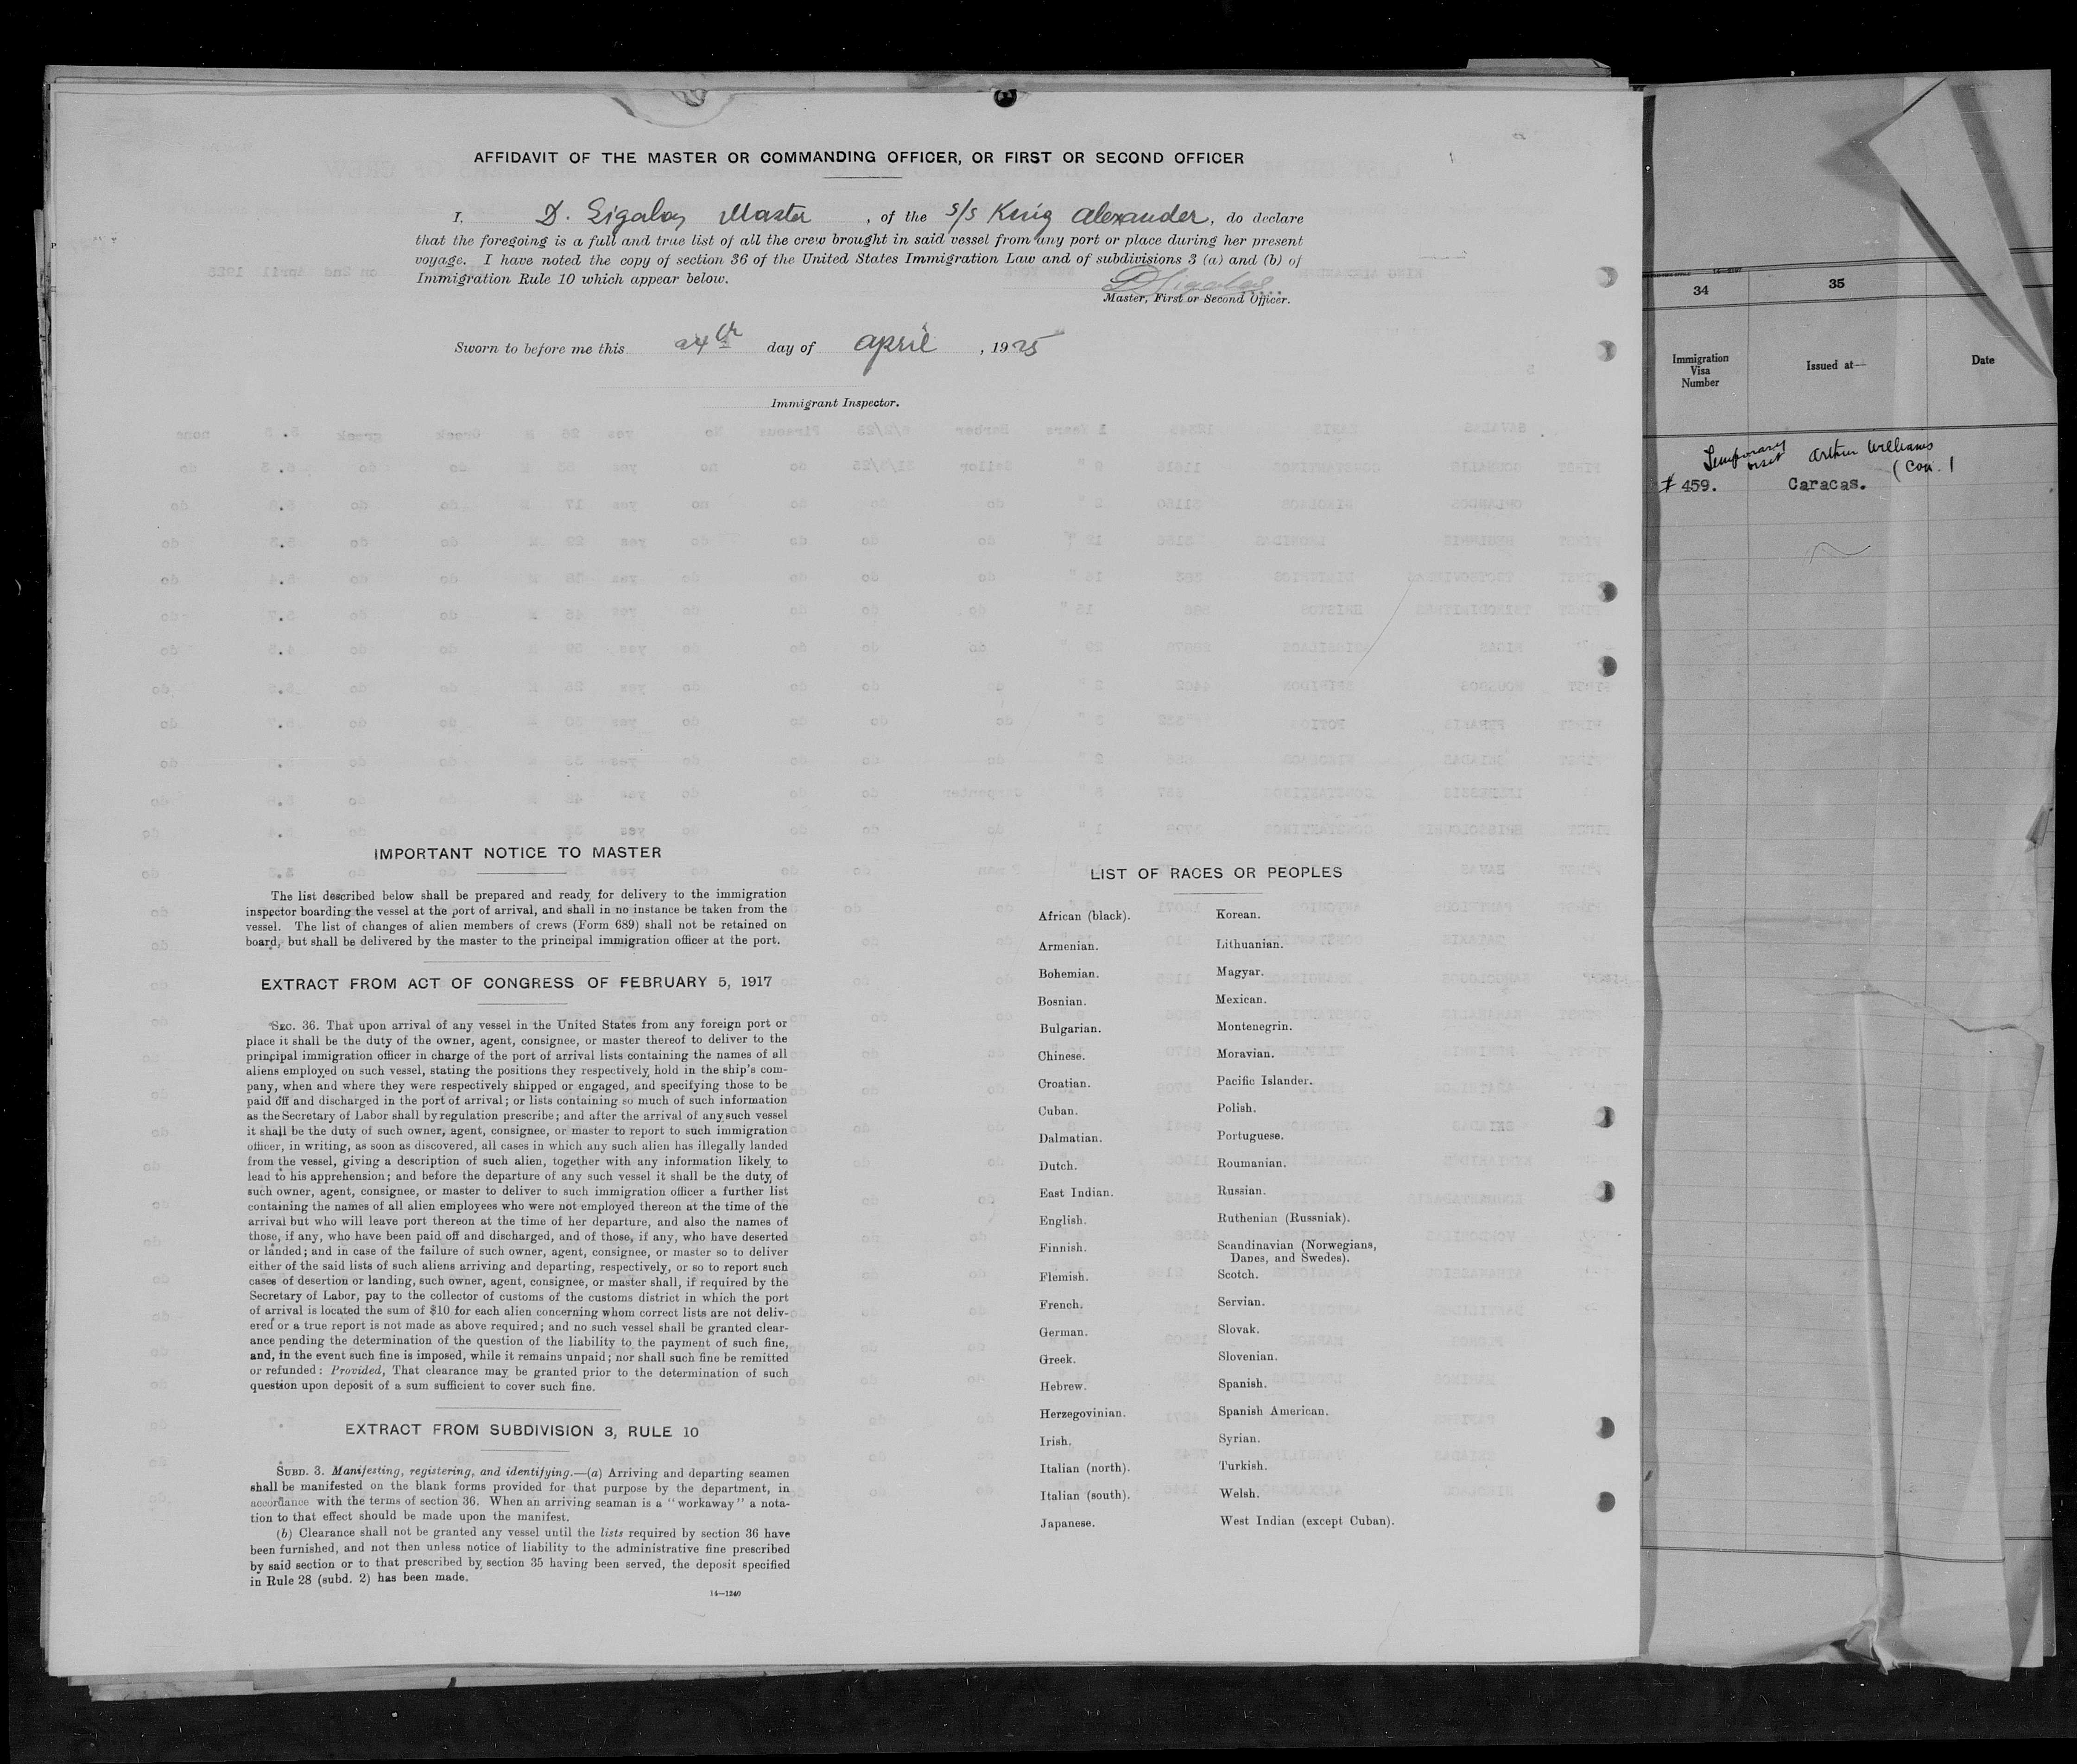 AFFIDAVIT OF THE MASTER OR COMMANDING OFFICER, OR FIRST OR SECOND OFFICER
I, D. Sigalas Master, of the s/s King Alexander, do declare
that the foregoing is a full and true list of all the crew brought in said vessel from any port or place during her present
voyage. I have noted the copy of section 36 of the United States Immigration Law and of subdivisions 3 (a) and (b) of
Immigration Rule 10 which appear below.
D Sigalas
Master, First or Second Officer.
Sworn to before me this 24th day of april, 1925
Immigrant Inspector.
IMPORTANT NOTICE TO MASTER
The list described below shall be prepared and ready for delivery to the immigration
inspector boarding the vessel at the port of arrival, and shall in no instance be taken from the
vessel. The list of changes of alien members of crews (Form 689) shall not be retained on
board, but shall be delivered by the master to the principal immigration officer at the port.
EXTRACT FROM ACT OF CONGRESS OF FEBRUARY 5, 1917
SEC. 36. That upon arrival of any vessel in the United States from any foreign port or
place it shall be the duty of the owner, agent, consignee, or master thereof to deliver to the
principal immigration officer in charge of the port of arrival lists containing the names of all
aliens employed on such vessel, stating the positions they respectively hold in the ship's com-
pany, when and where they were respectively shipped or engaged, and specifying those to be
paid off and discharged in the port of arrival; or lists containing so much of such information
as the Secretary of Labor shall by regulation prescribe; and after the arrival of any such vessel
it shall be the duty of such owner, agent, consignee, or master to report to such immigration
officer, in writing, as soon as discovered, all cases in which any such alien has illegally landed
from the vessel, giving a description of such alien, together with any information likely to
lead to his apprehension; and before the departure of any such vessel it shall be the duty of
such owner, agent, consignee, or master to deliver to such immigration officer a further list
containing the names of all alien employees who were not employed thereon at the time of the
arrival but who will leave port thereon at the time of her departure, and also the names of
those, if any, who have been paid off and discharged, and of those, if any, who have deserted
or landed; and in case of the failure of such owner, agent, consignee, or master so to deliver
either of the said lists of such aliens arriving and departing, respectively, or so to report such
cases of desertion or landing, such owner, agent, consignee, or master shall, if required by the
Secretary of Labor, pay to the collector of customs of the customs district in which the port
of arrival is located the sum of $10 for each alien concerning whom correct lists are not deliv-
ered or a true report is not made as above required; and no such vessel shall be granted clear-
ance pending the determination of the question of the liability to the payment of such fine,
and, in the event such fine is imposed, while it remains unpaid; nor shall such fine be remitted
or refunded: Provided, That clearance may be granted prior to the determination of such
question upon deposit of a sum sufficient to cover such fine.
EXTRACT FROM SUBDIVISION 3, RULE 10
SUBD. 3. Manifesting, registering, and identifying.—(a) Arriving and departing seamen
shall be manifested on the blank forms provided for that purpose by the department, in
accordance with the terms of section 36. When an arriving seaman is a "workaway" a nota-
tion to that effect should be made upon the manifest.
(b) Clearance shall not be granted any vessel until the lists required by section 36 have
been furnished, and not then unless notice of liability to the administrative fine prescribed
by said section or to that prescribed by section 35 having been served, the deposit specified
in Rule 28 (subd. 2) has been made.
14—1240
LIST OF RACES OR PEOPLES
African (black).
Armenian.
Bohemian.
Bosnian.
Bulgarian.
Chinese.
Croatian.
Cuban.
Dalmatian.
Dutch.
East Indian.
English.
Finnish.
Flemish.
French.
German.
Greek.
Hebrew.
Herzegovinian.
Irish.
Italian (north).
Italian (south).
Japanese.
Korean.
Lithuanian.
Magyar.
Mexican.
Montenegrin.
Moravian.
Pacific Islander.
Polish.
Portuguese.
Roumanian.
Russian.
Ruthenian (Russniak).
Scandinavian (Norwegians,
Danes, and Swedes).
Scotch.
Servian.
Slovak.
Slovenian.
Spanish.
Spanish American.
Syrian.
Turkish.
Welsh.
West Indian (except Cuban).
34 35
Immigration
Visa
Number
Issued at—
Date
Temporary visit Arthur Williams
(Con.
# 459. Caracas.